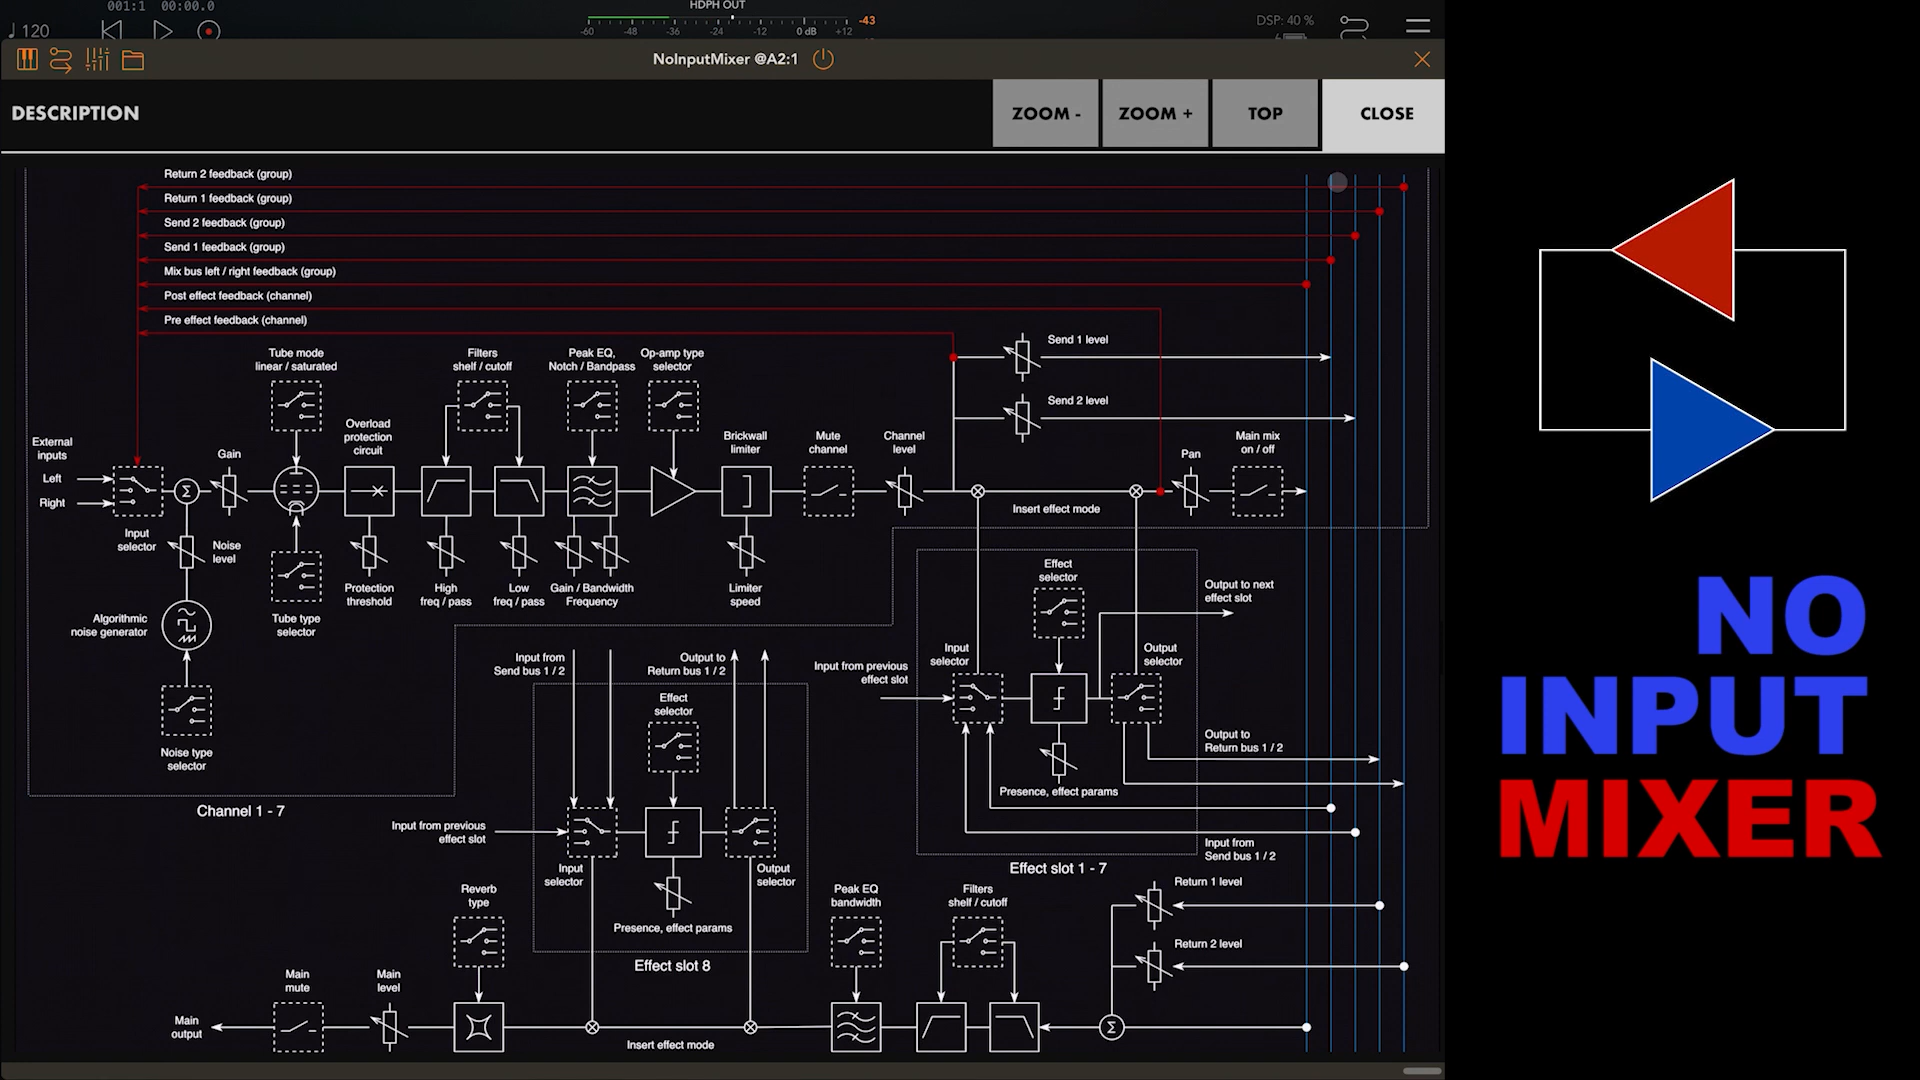 001:1 00:00.0
HDPH OUT
120
-43
-60 -48 -36 -24 -12 0 dB +12
DSP: 40 %
NoInputMixer @A2:1
DESCRIPTION
ZOOM -
ZOOM +
TOP
CLOSE
Return 2 feedback (group)
Return 1 feedback (group)
Send 2 feedback (group)
Send 1 feedback (group)
Mix bus left / right feedback (group)
Post effect feedback (channel)
Pre effect feedback (channel)
Tube mode
linear / saturated
Filters
shelf / cutoff
Peak EQ,
Notch / Bandpass
Op-amp type
selector
Send 1 level
Send 2 level
External
inputs
Left
Right
Gain
Overload
protection
circuit
Brickwall
limiter
Mute
channel
Channel
level
Pan
Main mix
on / off
Σ
Insert effect mode
Input
selector
Noise
level
Protection
threshold
High
freq / pass
Low
freq / pass
Gain / Bandwidth
Frequency
Limiter
speed
Algorithmic
noise generator
Tube type
selector
Noise type
selector
Channel 1 - 7
Effect
selector
Output to next
effect slot
Input
selector
Output
selector
Input from previous
effect slot
Output to
Return bus 1 / 2
Presence, effect params
Input from
Send bus 1 / 2
Effect slot 1 - 7
Input from
Send bus 1 / 2
Output to
Return bus 1 / 2
Effect
selector
Input from previous
effect slot
Input
selector
Output
selector
Presence, effect params
Effect slot 8
Reverb
type
Peak EQ
bandwidth
Filters
shelf / cutoff
Return 1 level
Return 2 level
Main
mute
Main
level
Main
output
Insert effect mode
Σ
NO
INPUT
MIXER